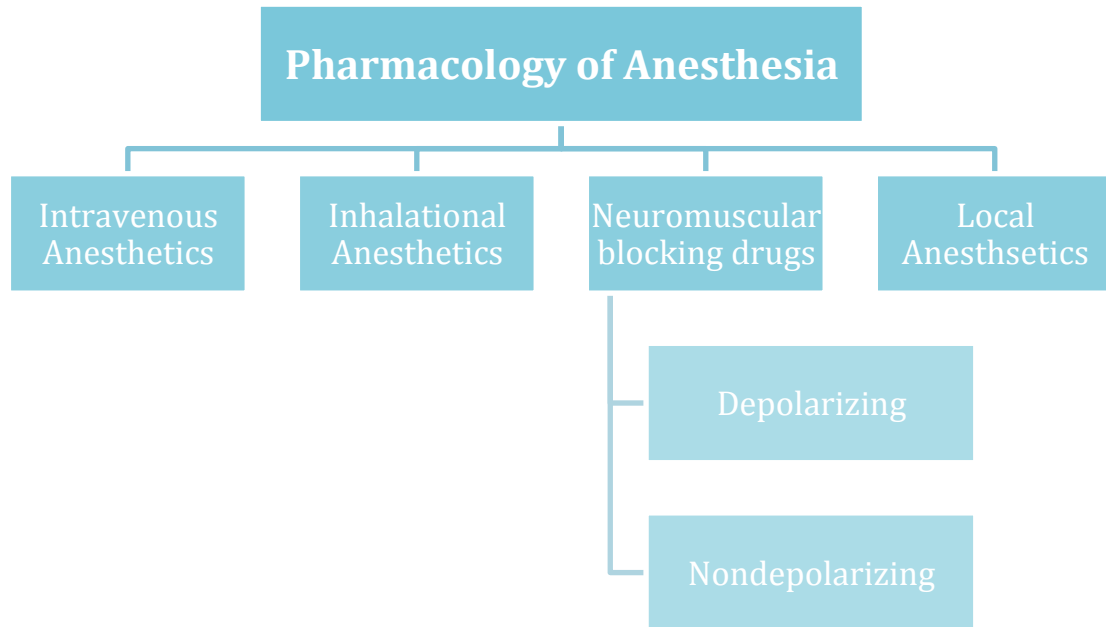 Pharmacology of Anesthesia
Intravenous
Anesthetics
Inhalational
Anesthetics
Neuromuscular
blocking drugs
Local
Anesthsetics
Depolarizing
Nondepolarizing